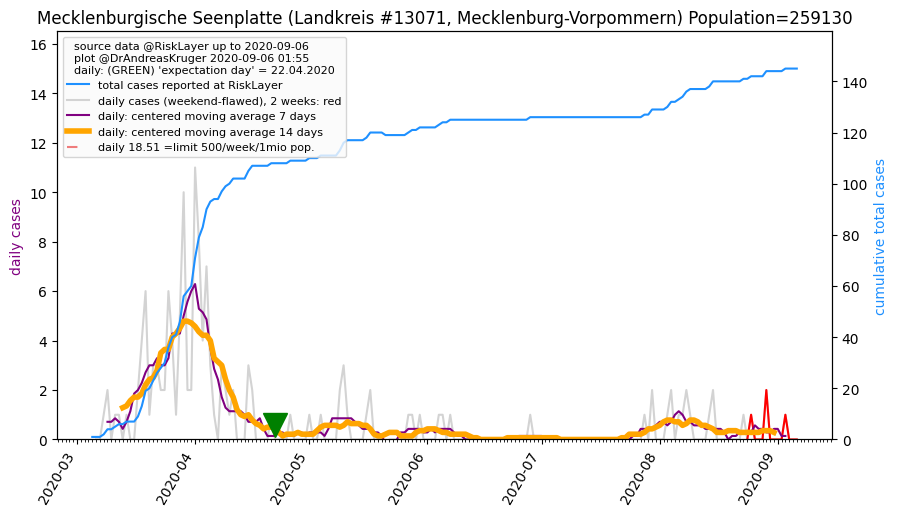 Mecklenburgische Seenplatte (Landkreis #13071, Mecklenburg-Vorpommern) Population=259130
source data @RiskLayer up to 2020-09-06
plot @DrAndreasKruger 2020-09-06 01:55
daily: (GREEN) 'expectation day' = 22.04.2020
total cases reported at RiskLayer
daily cases (weekend-flawed), 2 weeks: red
daily: centered moving average 7 days
daily: centered moving average 14 days
daily 18.51 =limit 500/week/1mio pop.
daily cases
16
14
12
10
8
6
4
2
0
cumulative total cases
140
120
100
80
60
40
20
0
2020-03
2020-04
2020-05
2020-06
2020-07
2020-08
2020-09